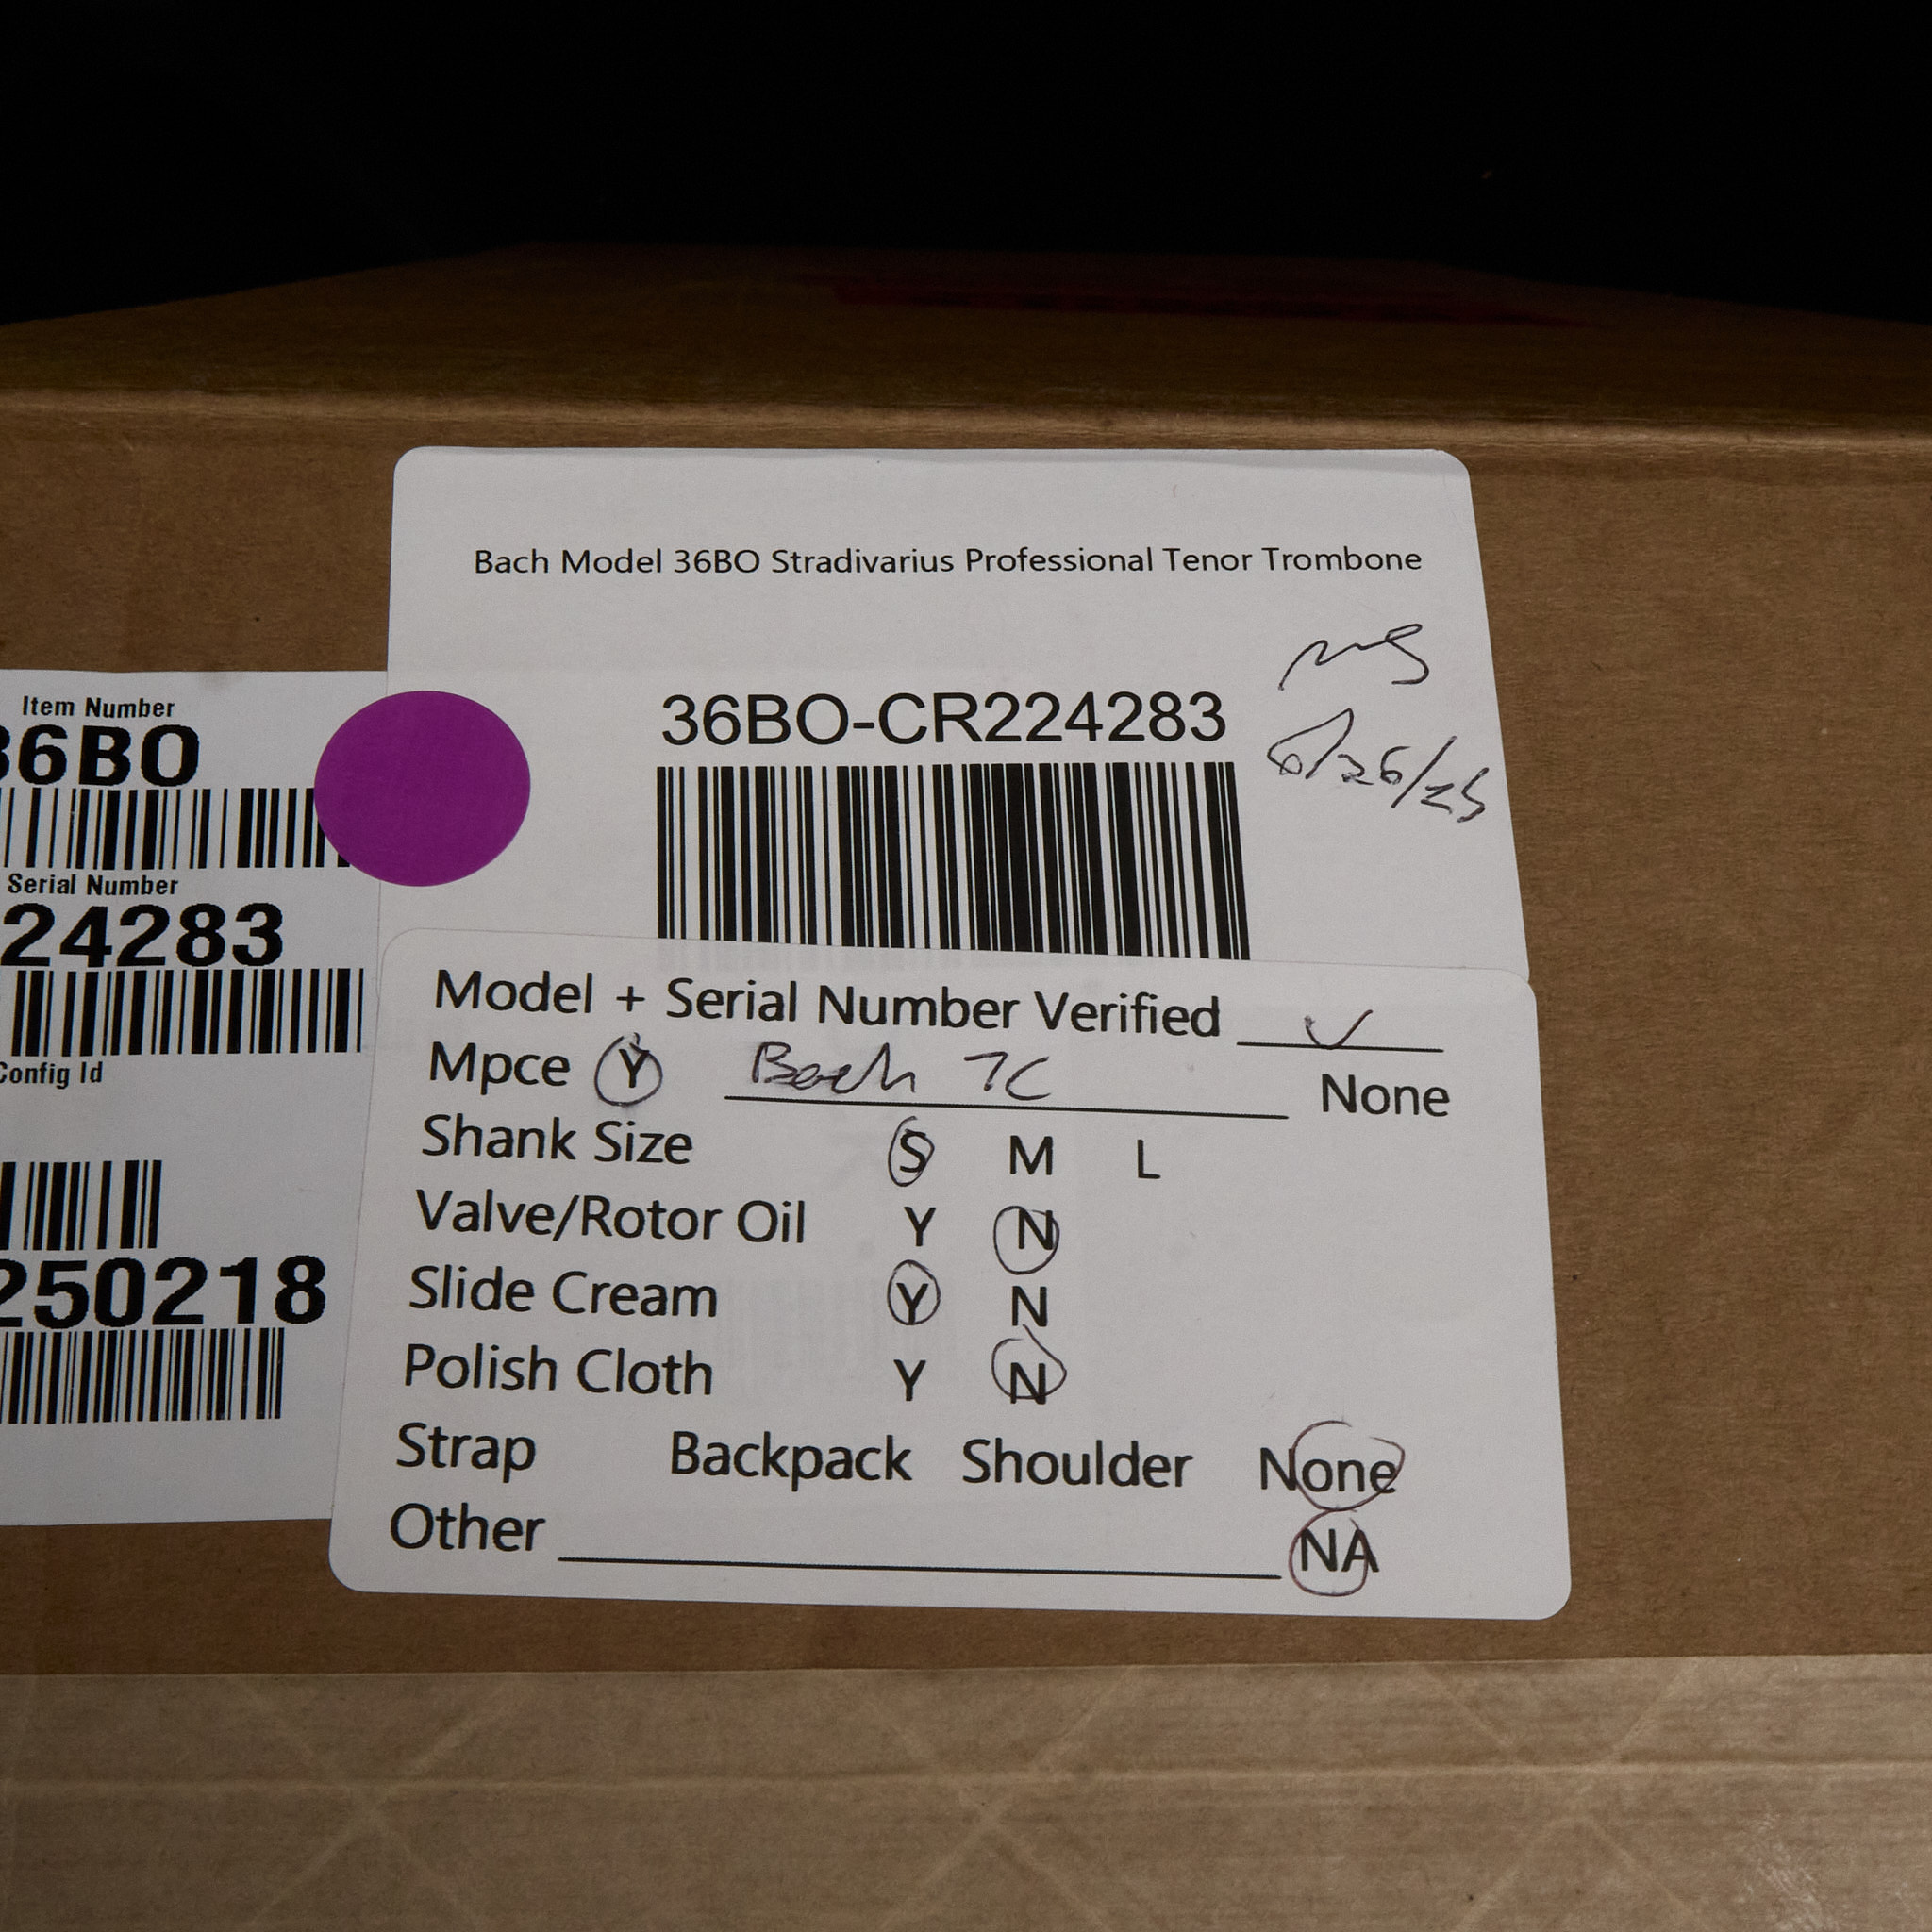 Bach Model 36BO Stradivarius Professional Tenor Trombone
36BO-CR224283
6/26/25
Item Number
36BO
Serial Number
24283
Config Id
250218
Model + Serial Number Verified ✓
Mpce Y Bach 7C None
Shank Size S M L
Valve/Rotor Oil Y N
Slide Cream Y N
Polish Cloth Y N
Strap Backpack Shoulder None
Other NA